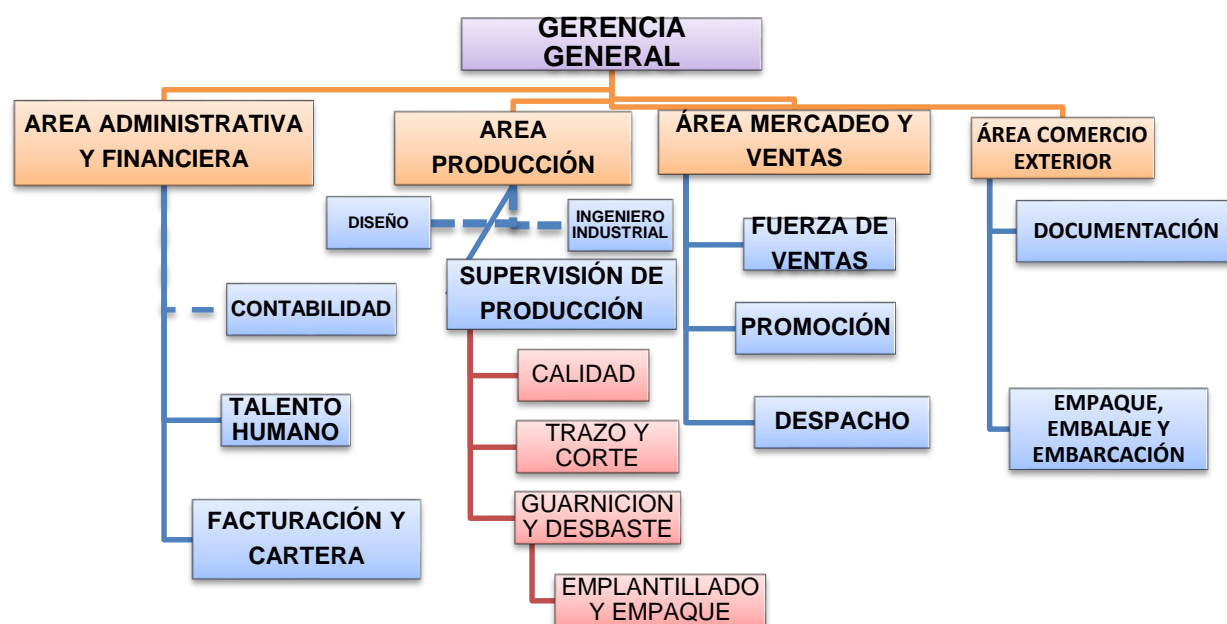 GERENCIA
GENERAL
AREA ADMINISTRATIVA
Y FINANCIERA
AREA
PRODUCCIÓN
ÁREA MERCADEO Y
VENTAS
ÁREA COMERCIO
EXTERIOR
DISEÑO
INGENIERO
INDUSTRIAL
SUPERVISIÓN DE
PRODUCCIÓN
FUERZA DE
VENTAS
DOCUMENTACIÓN
CONTABILIDAD
PROMOCIÓN
CALIDAD
TALENTO
HUMANO
TRAZO Y
CORTE
DESPACHO
EMPAQUE,
EMBALAJE Y
EMBARCACIÓN
FACTURACIÓN Y
CARTERA
GUARNICION
Y DESBASTE
EMPLANTILLADO
Y EMPAQUE